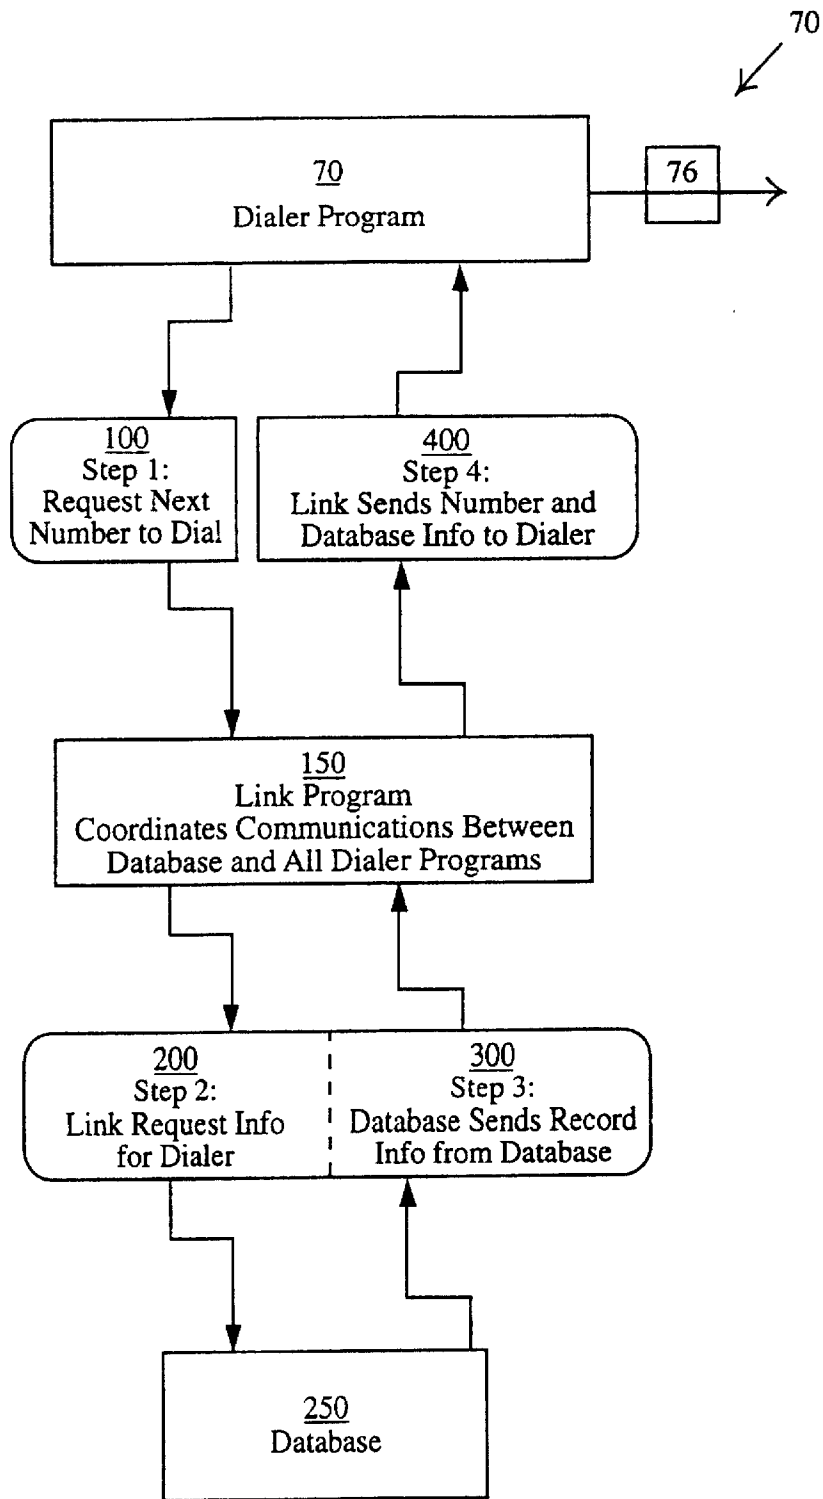 70
70
Dialer Program
76
100
Step 1:
Request Next
Number to Dial
400
Step 4:
Link Sends Number and
Database Info to Dialer
150
Link Program
Coordinates Communications Between
Database and All Dialer Programs
200
Step 2:
Link Request Info
for Dialer
300
Step 3:
Database Sends Record
Info from Database
250
Database